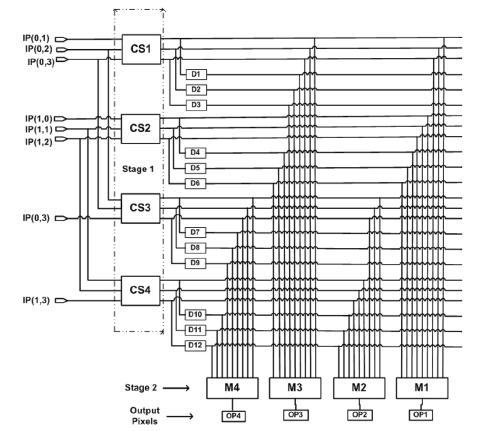 IP(0,1)
IP(0,2)
IP(0,3)
CS1
D1
D2
D3
IP(1,0)
IP(1,1)
IP(1,2)
CS2
D4
D5
D6
Stage 1
IP(0,3)
CS3
D7
D8
D9
IP(1,3)
CS4
D10
D11
D12
Stage 2
M4
M3
M2
M1
Output
Pixels
OP4
OP3
OP2
OP1